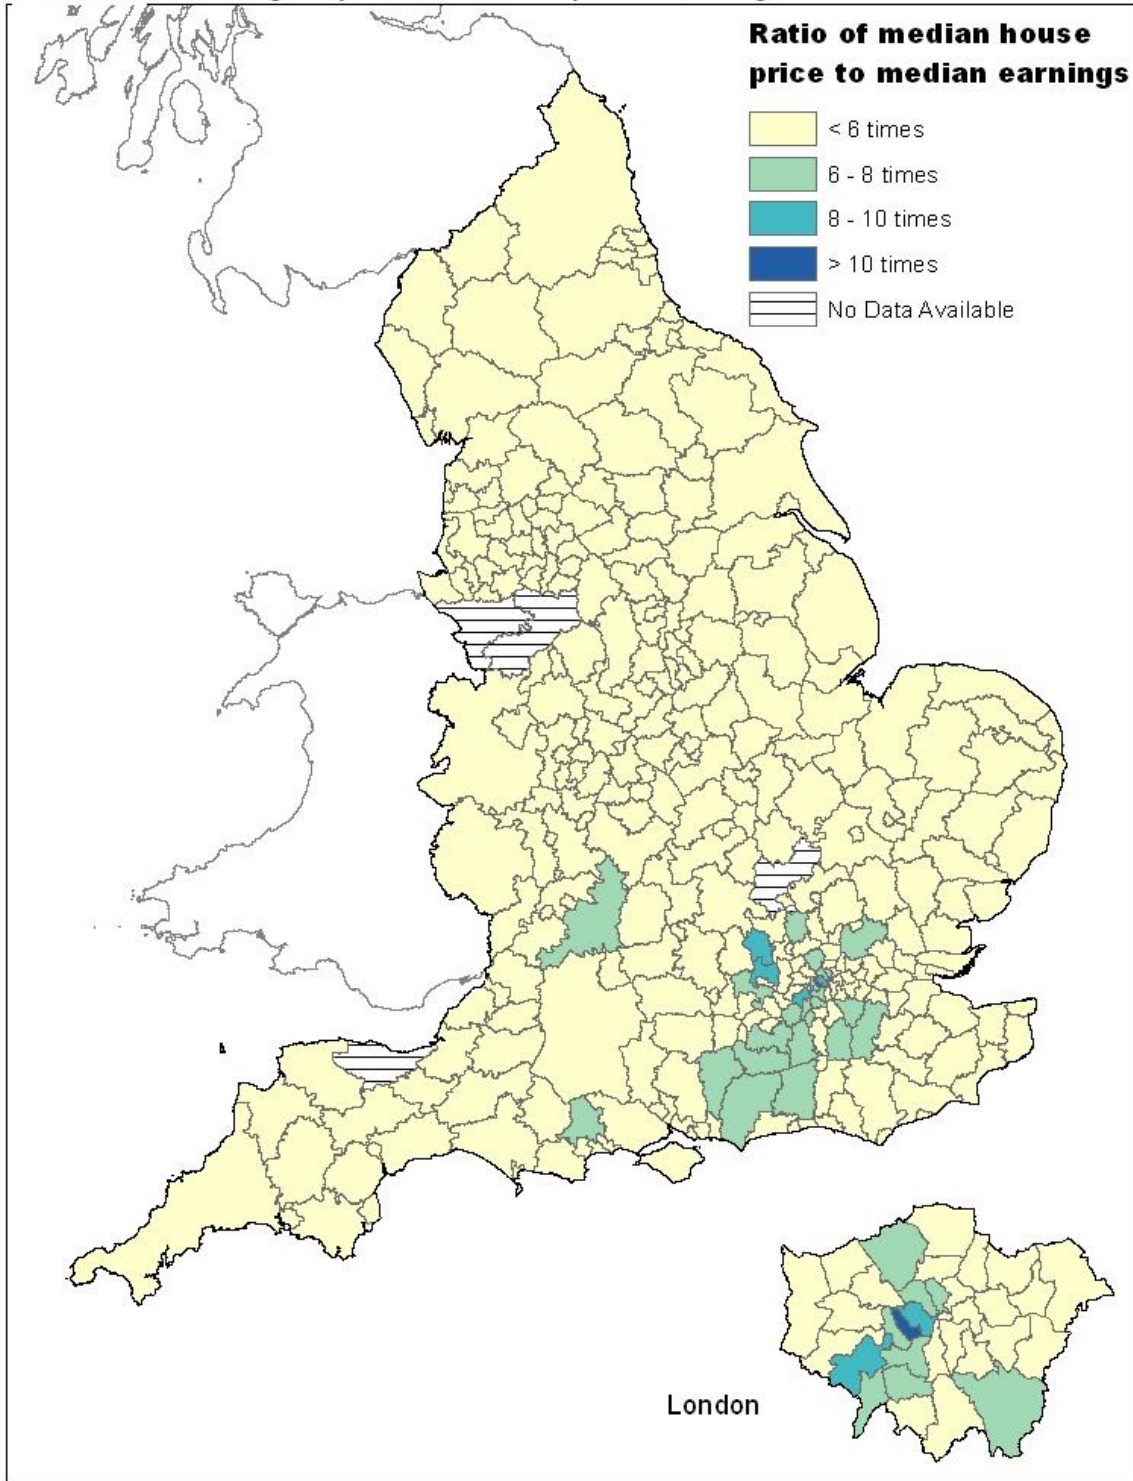 Ratio of median house
price to median earnings
< 6 times
6 - 8 times
8 - 10 times
> 10 times
No Data Available
London